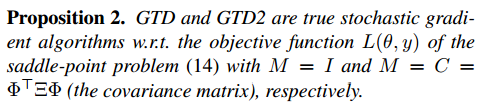 Proposition 2. GTD and GTD2 are true stochastic gradi-
ent algorithms w.r.t. the objective function L(θ, y) of the
saddle-point problem (14) with M = I and M = C =
Φ⊤ΞΦ (the covariance matrix), respectively.